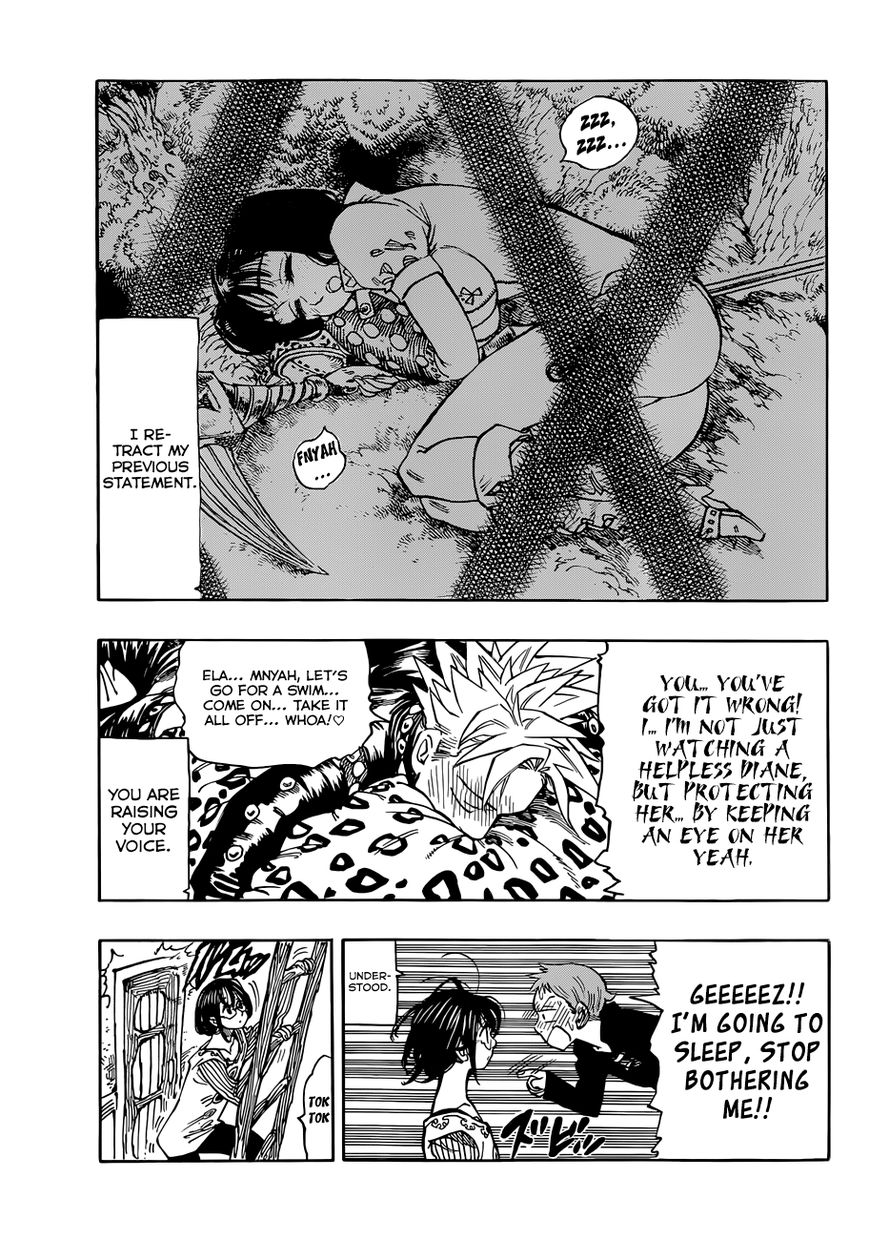 ZZZ,
ZZZ...
I RE-
TRACT MY
PREVIOUS
STATEMENT.
FNYAH
...
YOU... YOU'VE
GOT IT WRONG!
I... I'M NOT JUST
WATCHING A
HELPLESS DIANE,
BUT PROTECTING
HER... BY KEEPING
AN EYE ON HER
YEAH.
ELA... MNYAH, LET'S
GO FOR A SWIM...
COME ON... TAKE IT
ALL OFF... WHOA!♡
YOU ARE
RAISING
YOUR
VOICE.
GEEEEEZ!!
I'M GOING TO
SLEEP, STOP
BOTHERING
ME!!
UNDER-
STOOD.
ズビッ
TOK
TOK